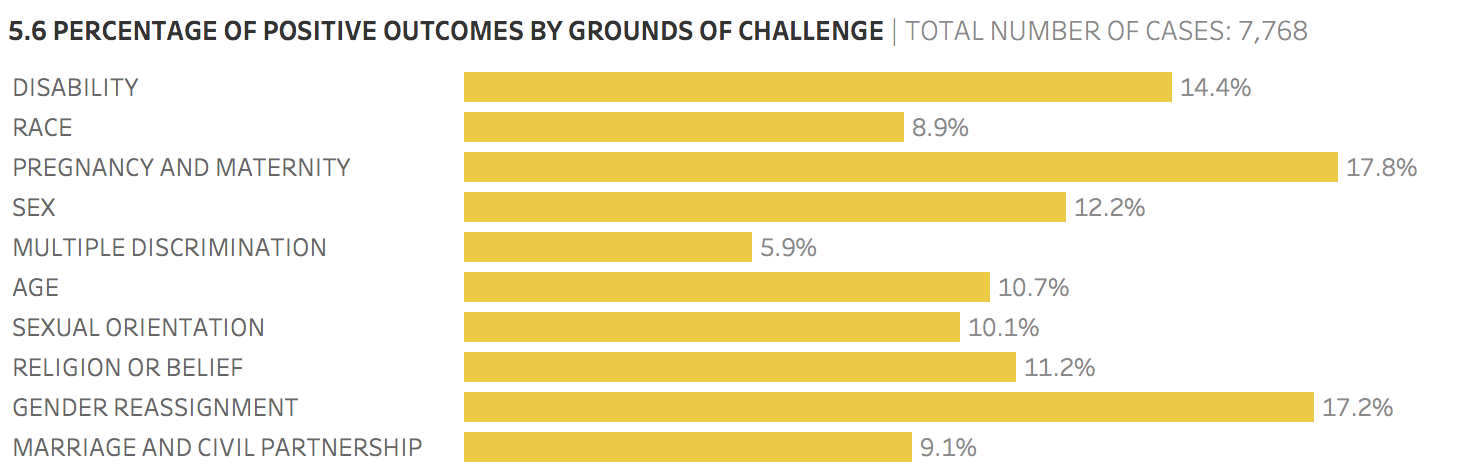 5.6 PERCENTAGE OF POSITIVE OUTCOMES BY GROUNDS OF CHALLENGE | TOTAL NUMBER OF CASES: 7,768
DISABILITY 14.4%
RACE 8.9%
PREGNANCY AND MATERNITY 17.8%
SEX 12.2%
MULTIPLE DISCRIMINATION 5.9%
AGE 10.7%
SEXUAL ORIENTATION 10.1%
RELIGION OR BELIEF 11.2%
GENDER REASSIGNMENT 17.2%
MARRIAGE AND CIVIL PARTNERSHIP 9.1%